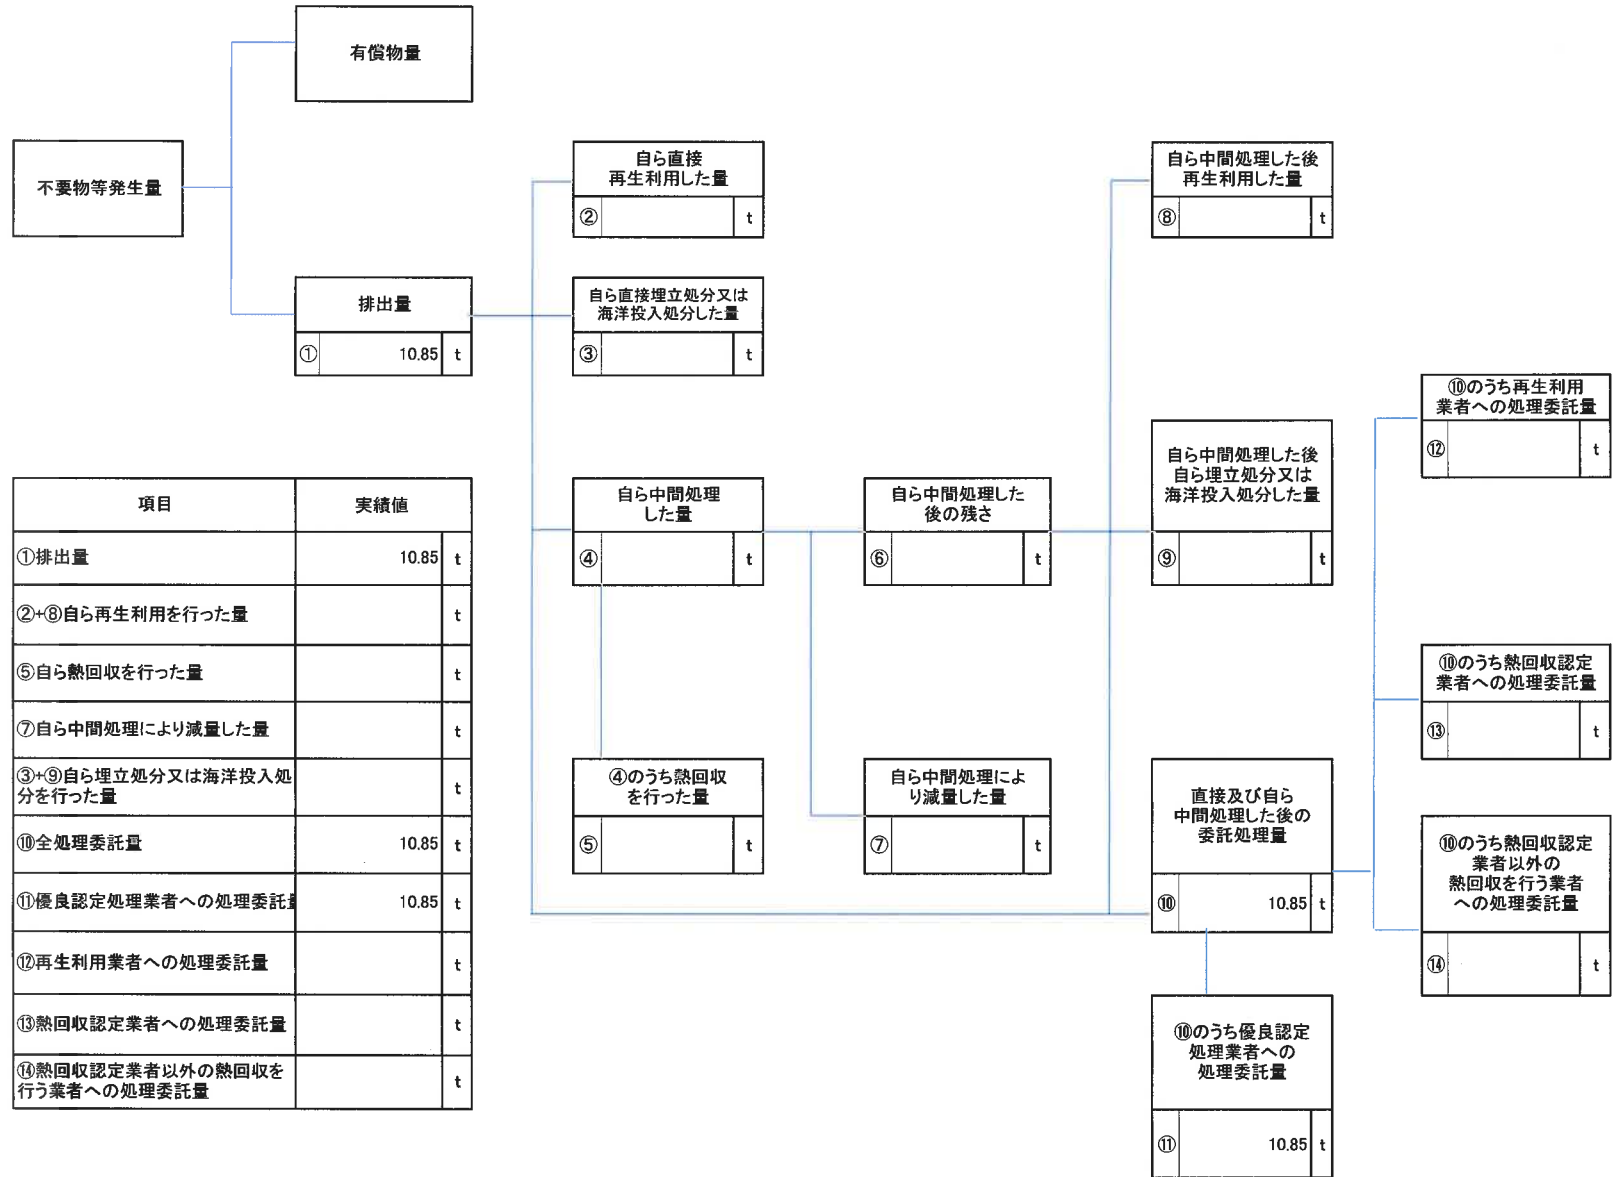 有償物量
不要物等発生量
自ら直接
再生利用した量
②
t
自ら中間処理した後
再生利用した量
⑧
t
排出量
①
10.85
t
自ら直接埋立処分又は
海洋投入処分した量
③
t
⑩のうち再生利用
業者への処理委託量
⑫
t
自ら中間処理
した量
④
t
自ら中間処理した
後の残さ
⑥
t
自ら中間処理した後
自ら埋立処分又は
海洋投入処分した量
⑨
t
⑩のうち熱回収認定
業者への処理委託量
⑬
t
④のうち熱回収
を行った量
⑤
t
自ら中間処理によ
り減量した量
⑦
t
直接及び自ら
中間処理した後の
委託処理量
⑩
10.85
t
⑩のうち熱回収認定
業者以外の
熱回収を行う業者
への処理委託量
⑭
t
⑩のうち優良認定
処理業者への
処理委託量
⑪
10.85
t
項目 実績値
①排出量 10.85 t
②+⑧自ら再生利用を行った量 t
⑤自ら熱回収を行った量 t
⑦自ら中間処理により減量した量 t
③+⑨自ら埋立処分又は海洋投入処
分を行った量 t
⑩全処理委託量 10.85 t
⑪優良認定処理業者への処理委託 10.85 t
⑫再生利用業者への処理委託量 t
⑬熱回収認定業者への処理委託量 t
⑭熱回収認定業者以外の熱回収を
行う業者への処理委託量 t